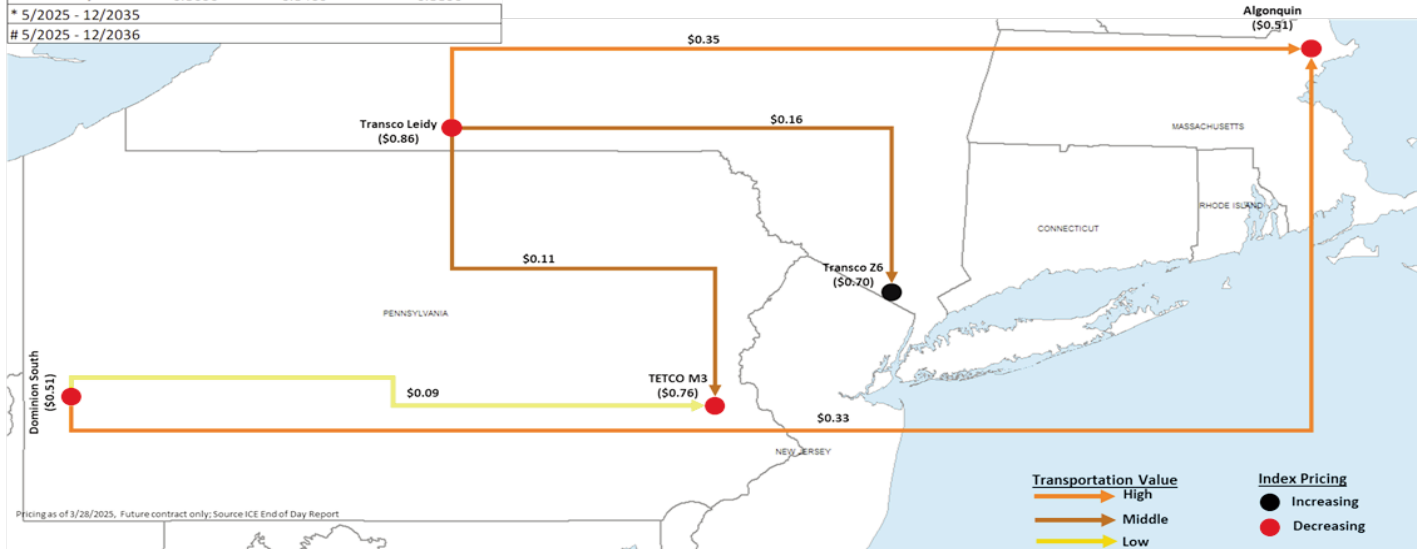 * 5/2025 - 12/2035
# 5/2025 - 12/2036
Algonquin
($0.51)
$0.35
Transco Leidy
($0.86)
$0.16
MASSACHUSETTS
RHODE ISLAND
CONNECTICUT
$0.11
Transco Z6
($0.70)
PENNSYLVANIA
Dominion South
($0.51)
$0.09
TETCO M3
($0.76)
$0.33
NEW JERSEY
Transportation Value
High
Middle
Low
Index Pricing
Increasing
Decreasing
Pricing as of 3/28/2025, Future contract only; Source ICE End of Day Report